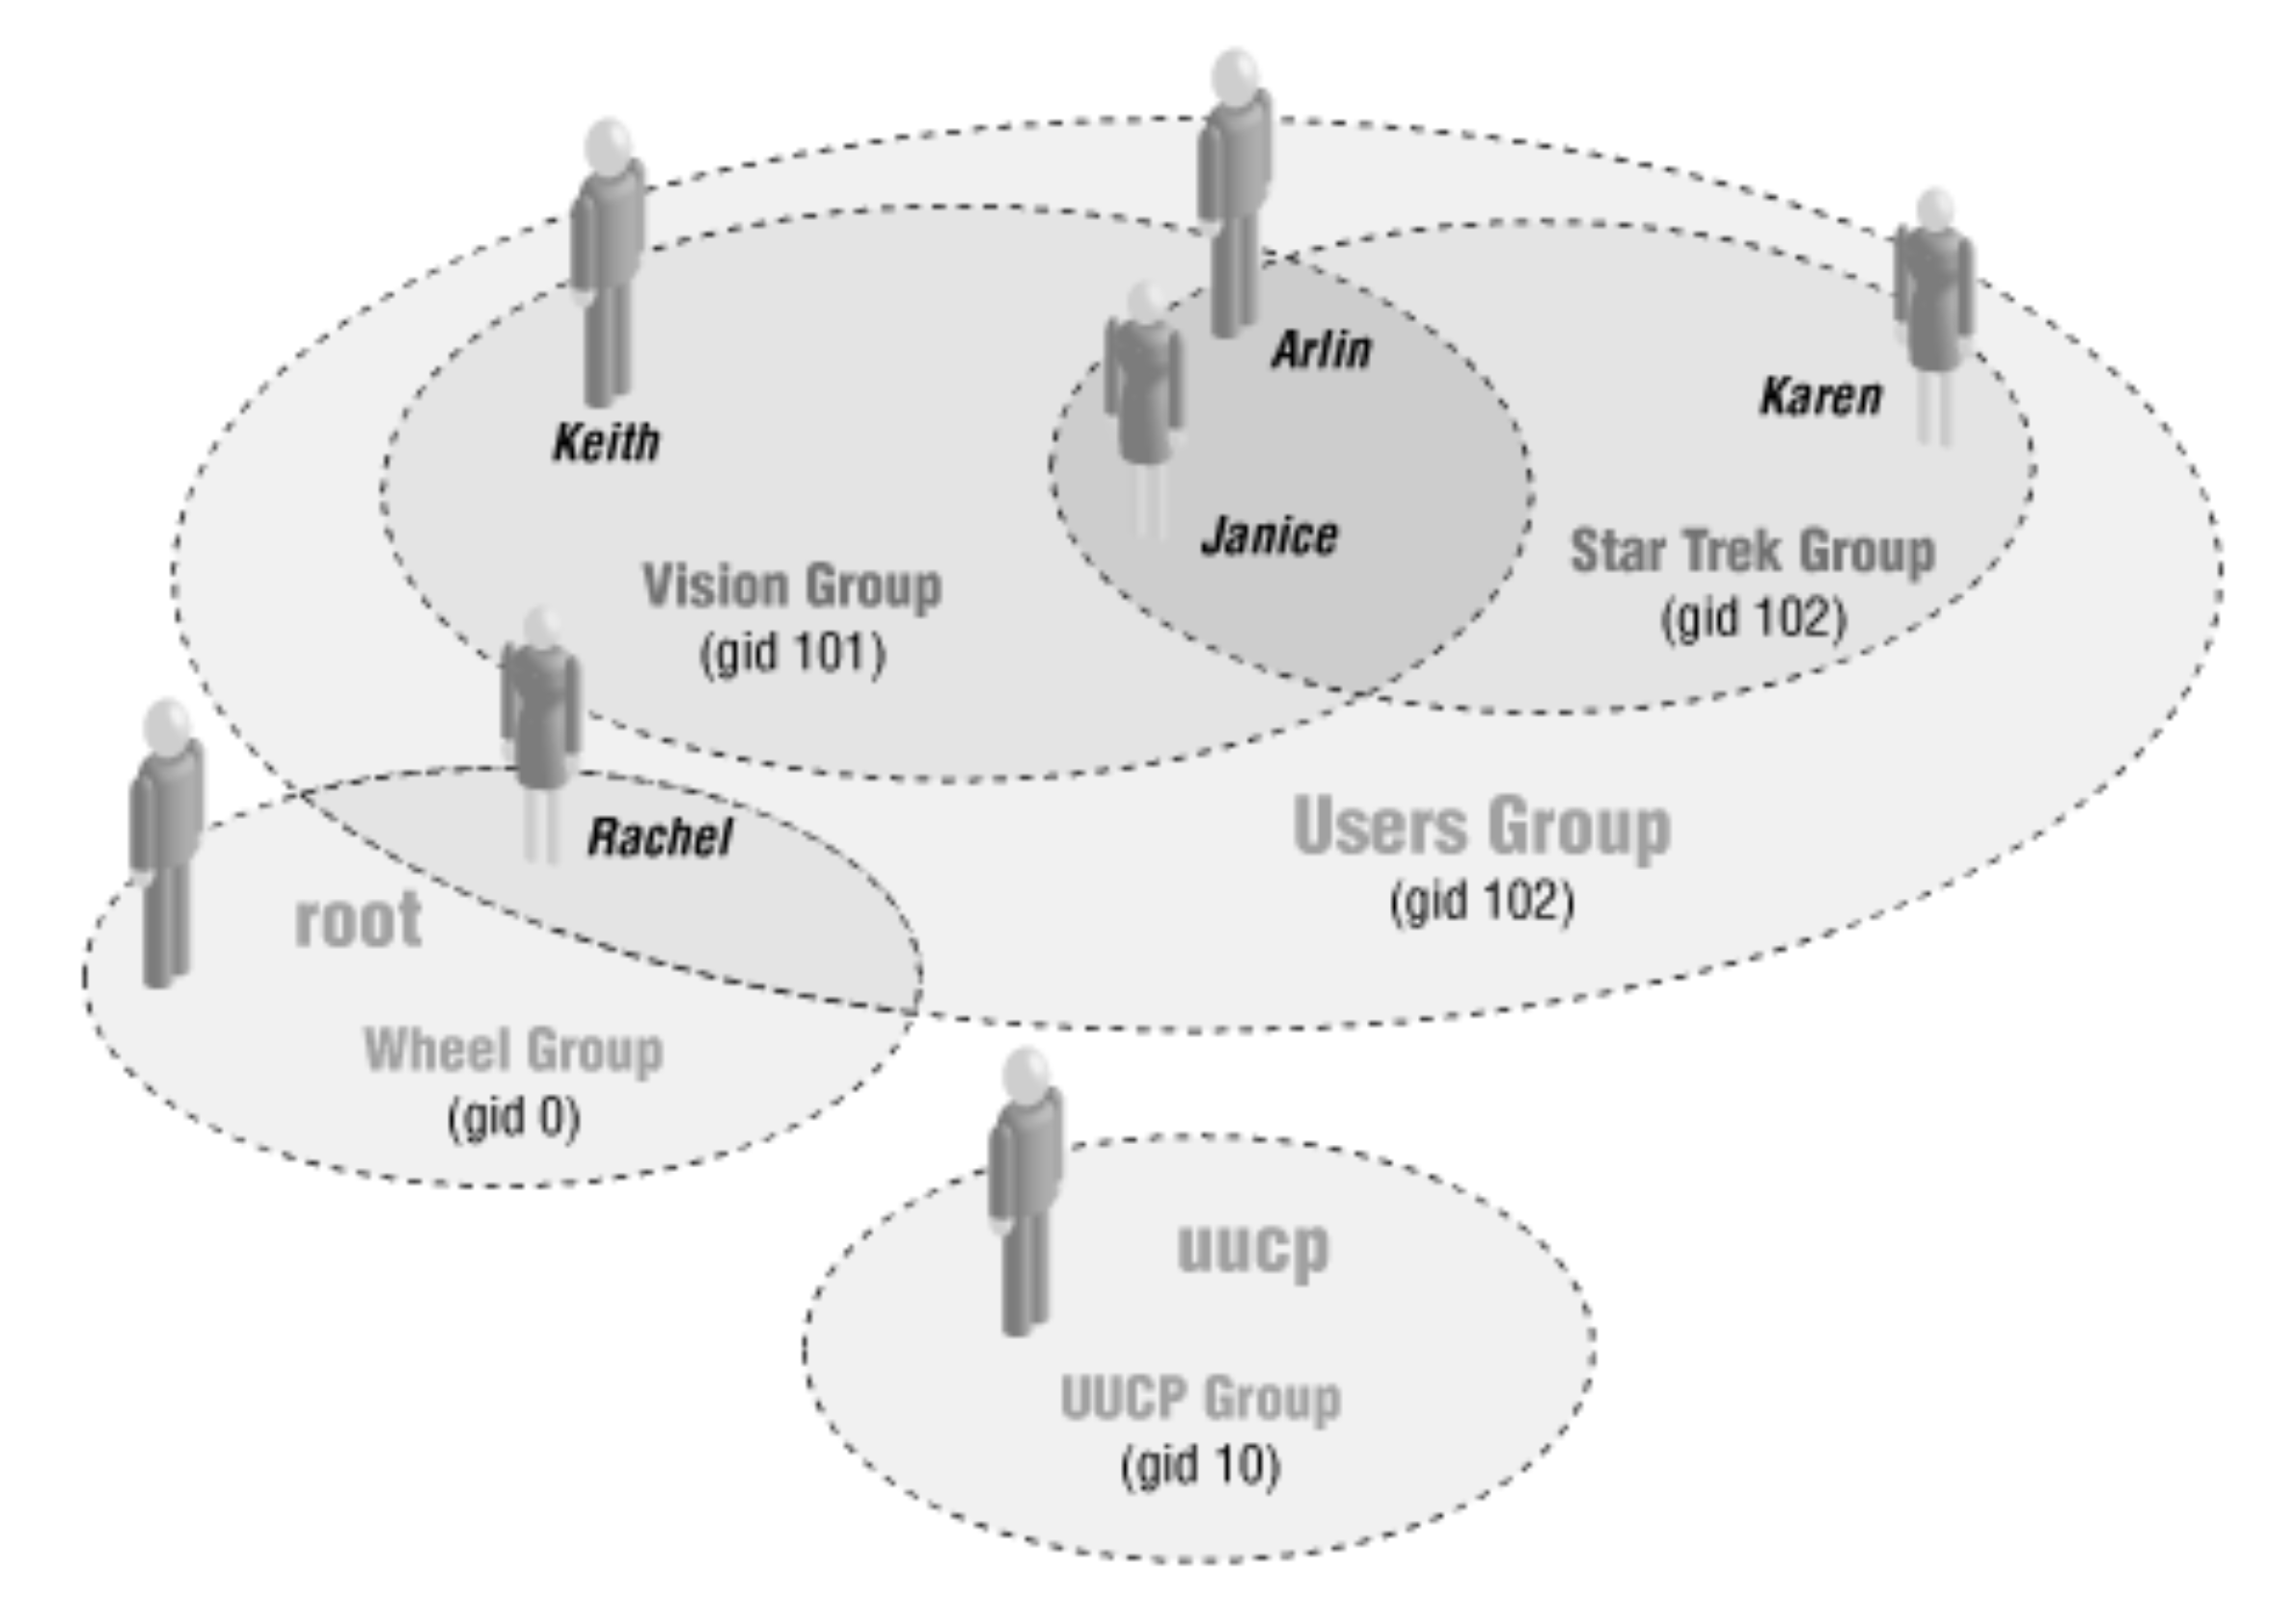 Arlin
Karen
Keith
Janice
Star Trek Group
(gid 102)
Vision Group
(gid 101)
Rachel
Users Group
(gid 102)
root
Wheel Group
(gid 0)
uucp
UUCP Group
(gid 10)